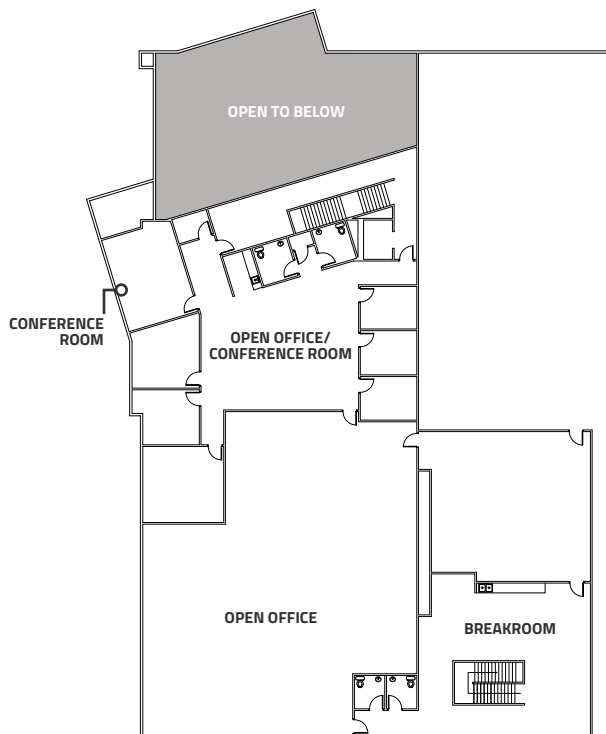 OPEN TO BELOW
CONFERENCE
ROOM
OPEN OFFICE/
CONFERENCE ROOM
OPEN OFFICE
BREAKROOM